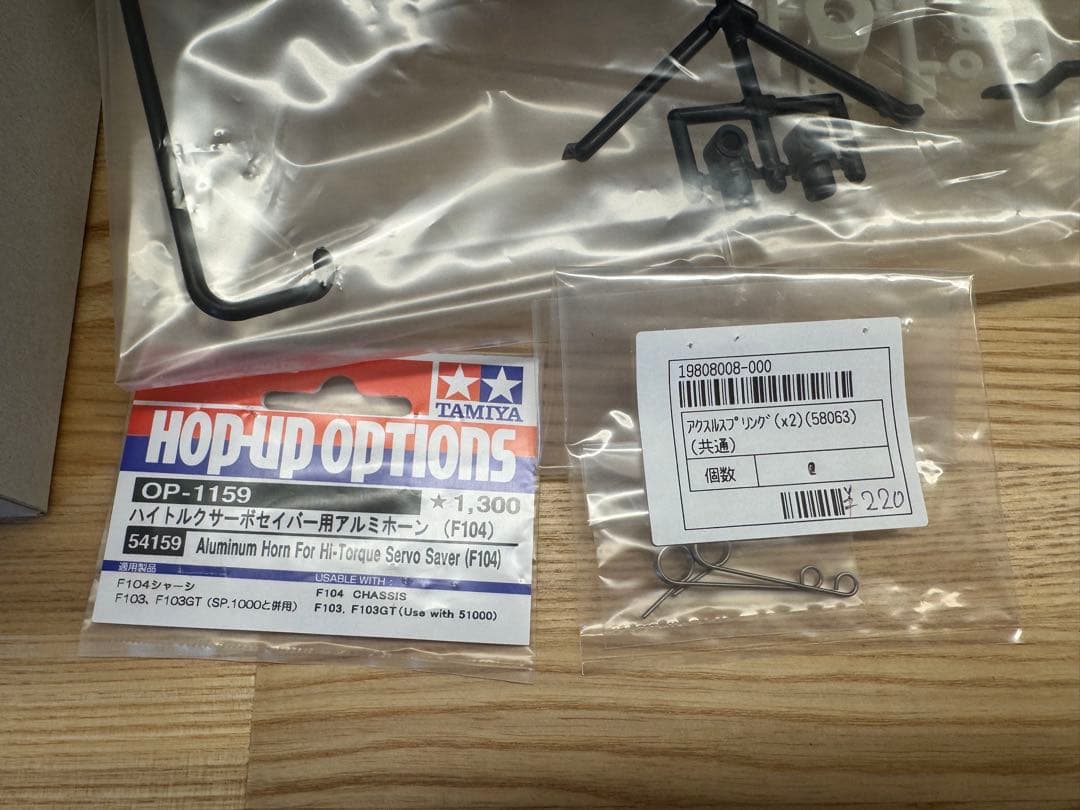 TAMIYA
HOP-UP OPTIONS
OP-1159
★1,300
ハイトルクサーボセイバー用アルミホーン (F104)
54159 Aluminum Horn For Hi-Torque Servo Saver (F104)
適用製品
F104シャーシ
F103、F103GT (SP.1000と併用)
USABLE WITH :
F104 CHASSIS
F103, F103GT (Use with 51000)
19808008-000
アクスルスプリング(x2)(58063)
(共通)
個数
¥220